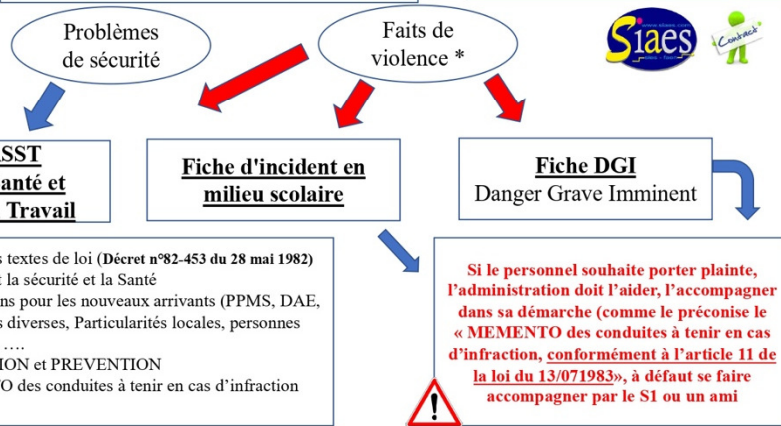 Problèmes
de sécurité
Faits de
violence *
Siaes
Contact
SST
anté et
Travail
Fiche d'incident en
milieu scolaire
Fiche DGI
Danger Grave Imminent
s textes de loi (Décret n°82-453 du 28 mai 1982)
t la sécurité et la Santé
ns pour les nouveaux arrivants (PPMS, DAE,
s diverses, Particularités locales, personnes
….
ION et PREVENTION
O des conduites à tenir en cas d'infraction
Si le personnel souhaite porter plainte,
l'administration doit l'aider, l'accompagner
dans sa démarche (comme le préconise le
« MEMENTO des conduites à tenir en cas
d'infraction, conformément à l'article 11 de
la loi du 13/071983», à défaut se faire
accompagner par le S1 ou un ami